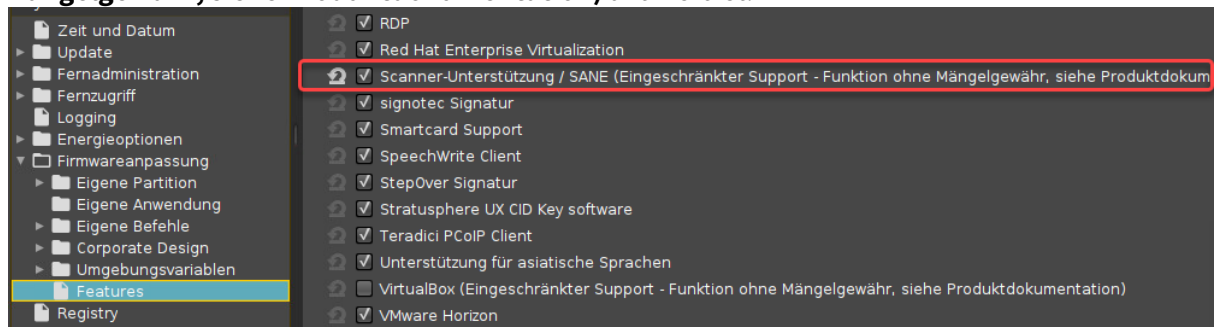 Zeit und Datum
Update
Fernadministration
Fernzugriff
Logging
Energieoptionen
Firmwareanpassung
Eigene Partition
Eigene Anwendung
Eigene Befehle
Corporate Design
Umgebungsvariablen
Features
Registry
RDP
Red Hat Enterprise Virtualization
Scanner-Unterstützung / SANE (Eingeschränkter Support - Funktion ohne Mängelgewähr, siehe Produktdokum
signotec Signatur
Smartcard Support
SpeechWrite Client
StepOver Signatur
Stratusphere UX CID Key software
Teradici PCoIP Client
Unterstützung für asiatische Sprachen
VirtualBox (Eingeschränkter Support - Funktion ohne Mängelgewähr, siehe Produktdokumentation)
VMware Horizon